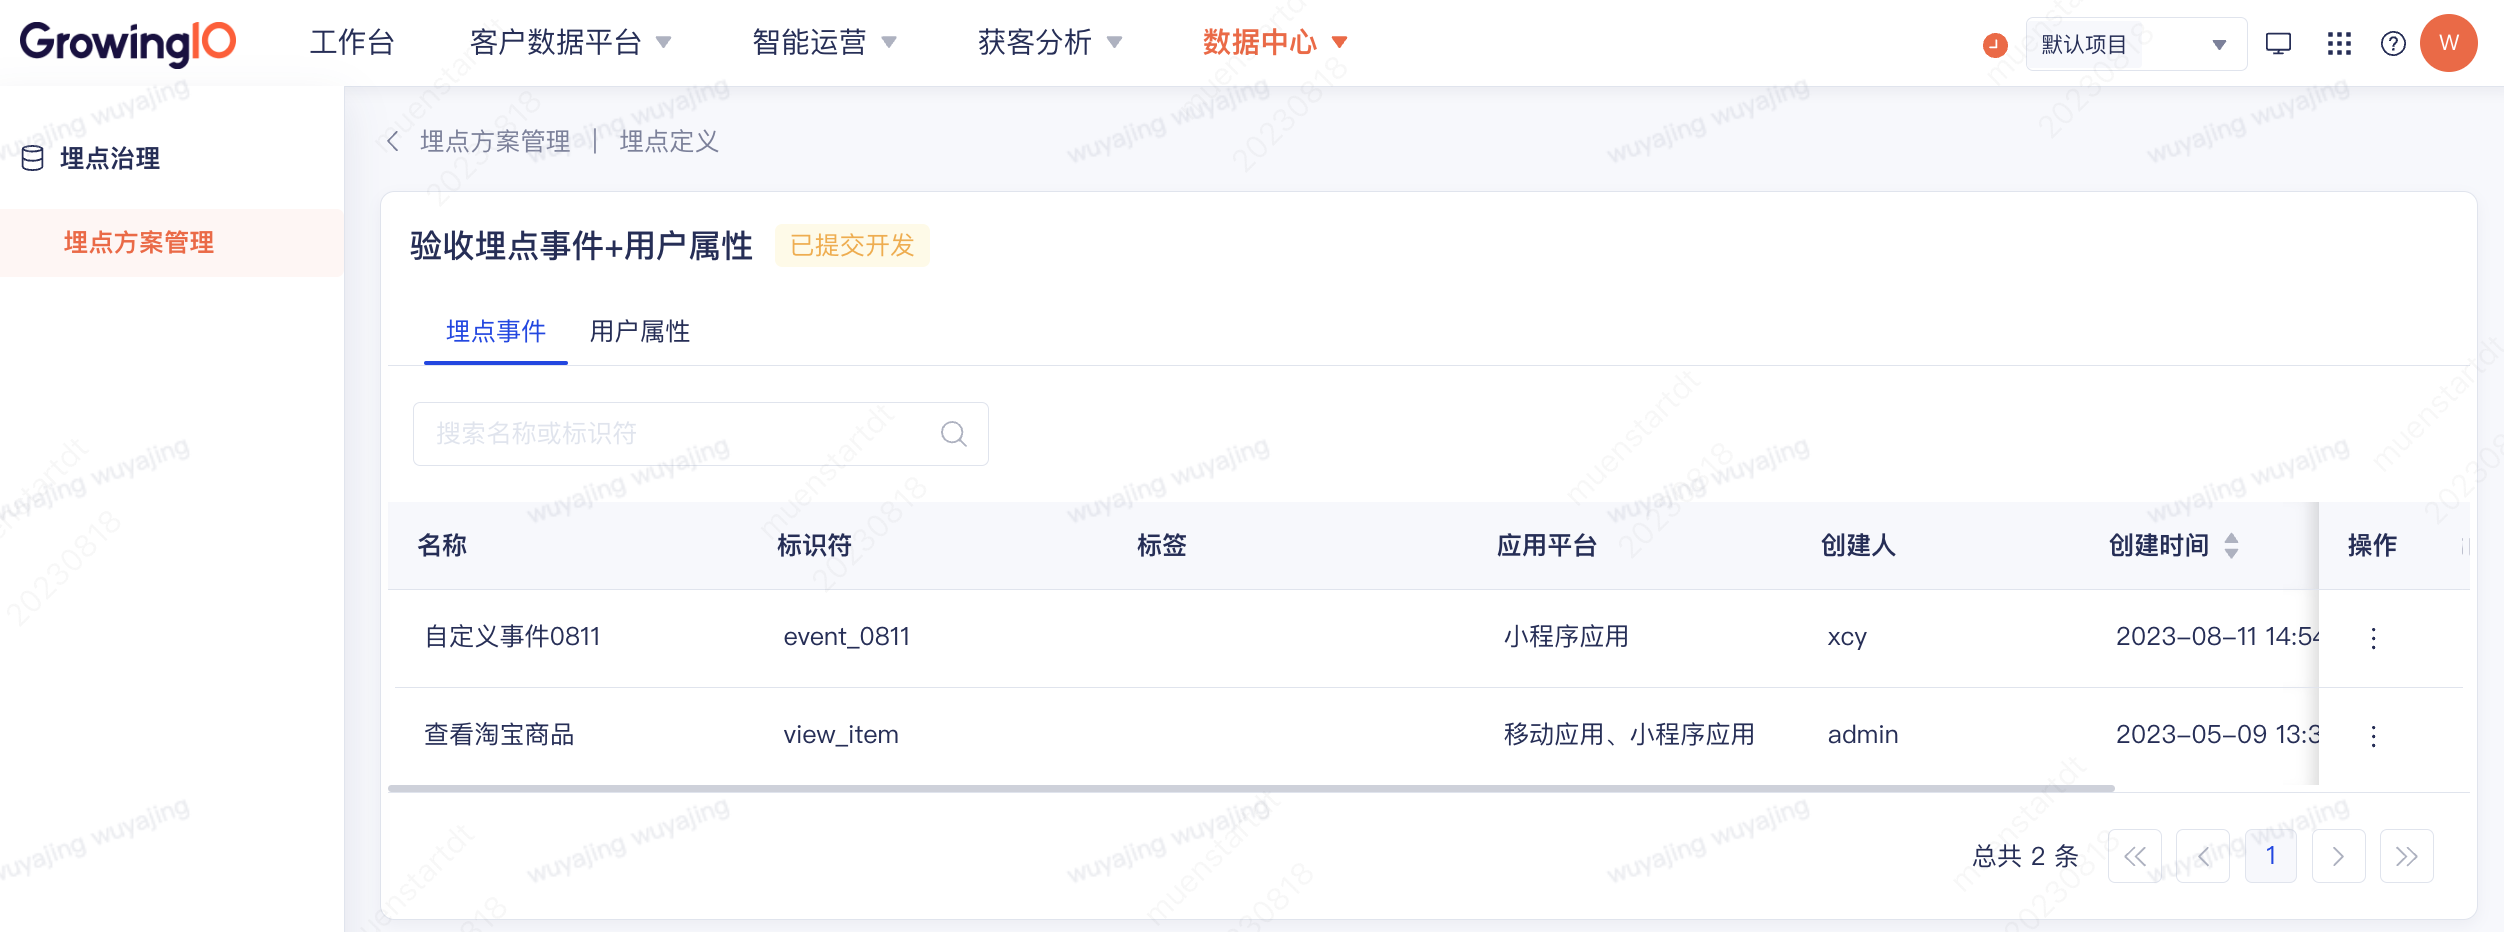 GrowingIO 工作台 客户数据平台 智能运营 获客分析 数据中心 默认项目 W
埋点治理
埋点方案管理
埋点方案管理 | 埋点定义
验收埋点事件+用户属性 已提交开发
埋点事件 用户属性
搜索名称或标识符
名称 标识符 标签 应用平台 创建人 创建时间 操作
自定义事件0811 event_0811 小程序应用 xcy 2023-08-11 14:54
查看淘宝商品 view_item 移动应用、小程序应用 admin 2023-05-09 13:3
总共 2 条 1
wuyajing wuyajing
muenstartdt
20230818